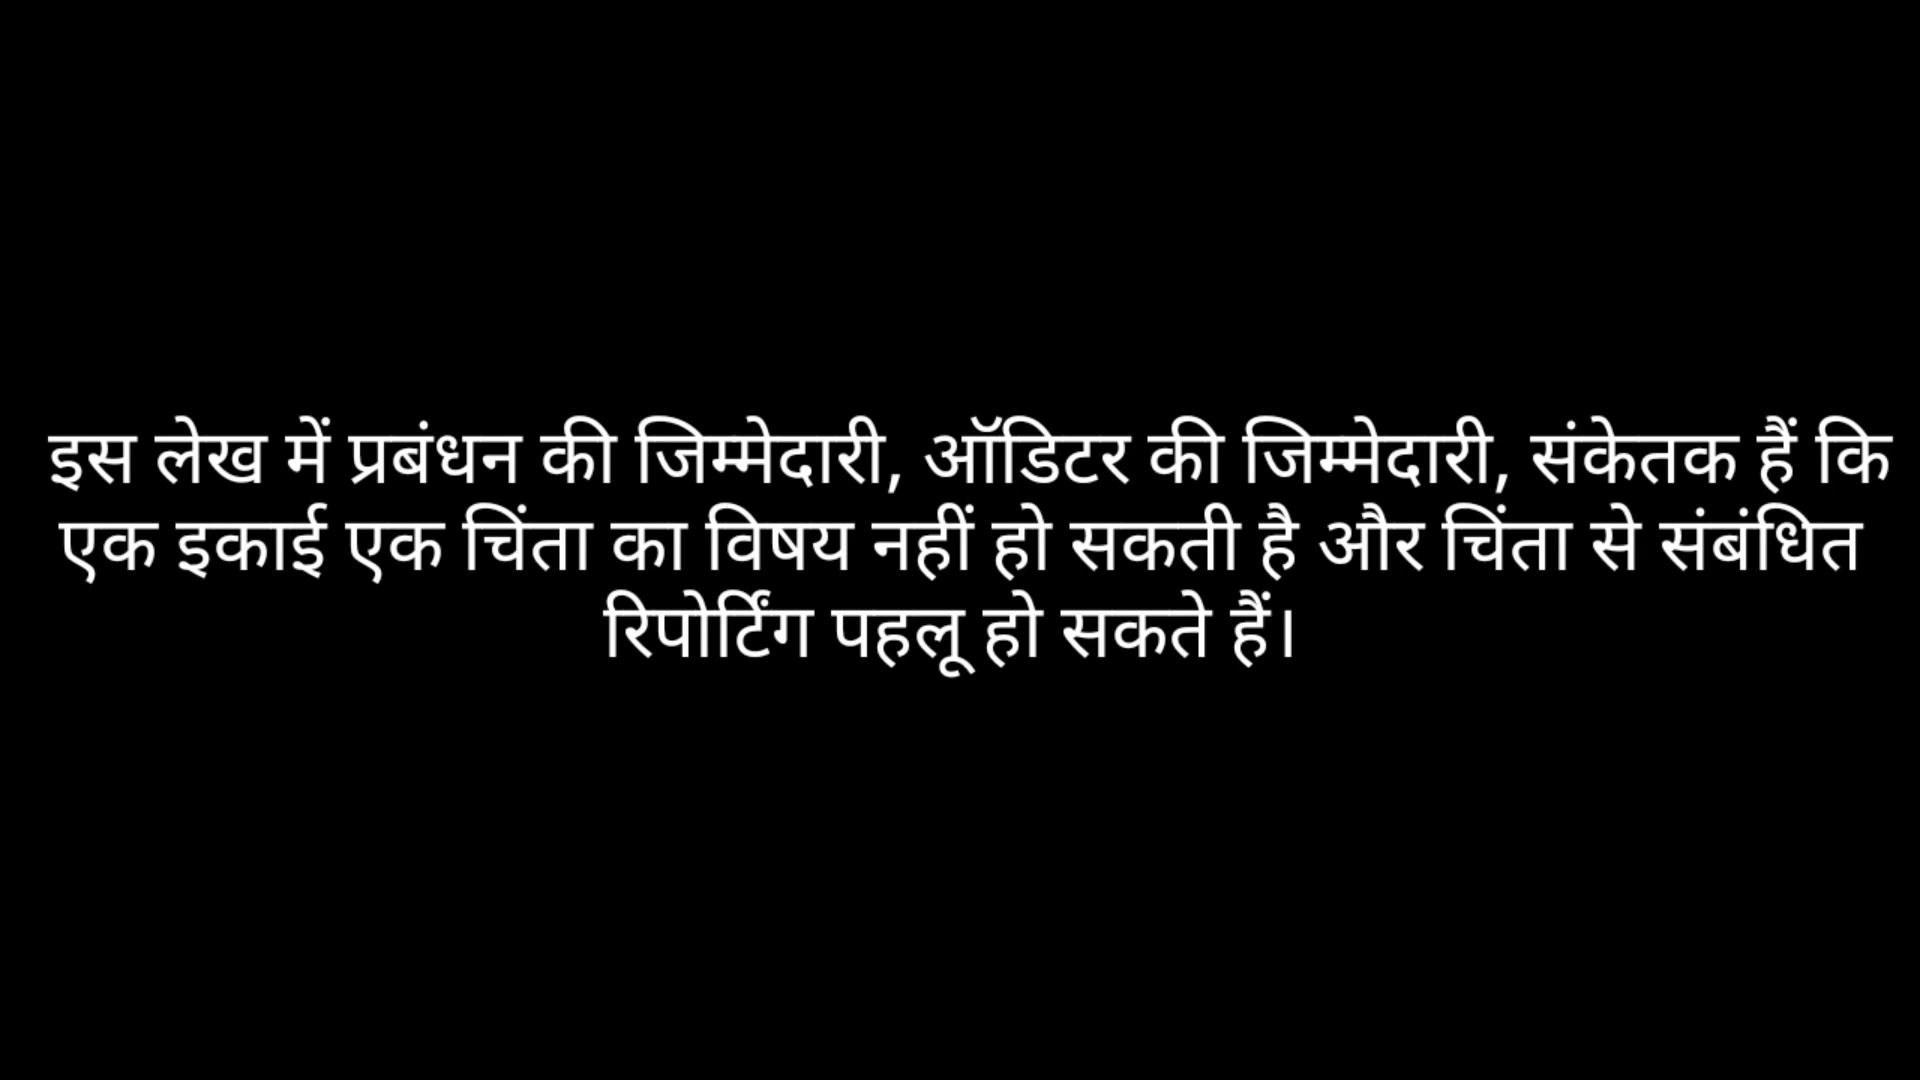 इस लेख में प्रबंधन की जिम्मेदारी, ऑडिटर की जिम्मेदारी, संकेतक हैं कि
एक इकाई एक चिंता का विषय नहीं हो सकती है और चिंता से संबंधित
रिपोर्टिंग पहलू हो सकते हैं।